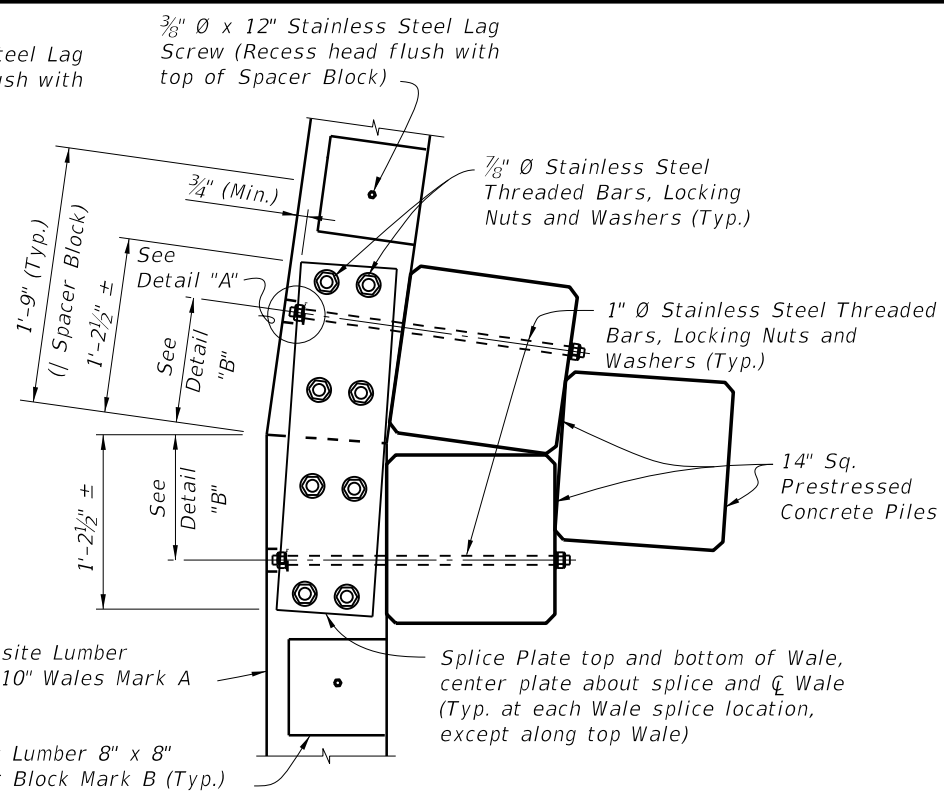 teel Lag
ush with
⅜" Ø x 12" Stainless Steel Lag
Screw (Recess head flush with
top of Spacer Block)
¾" (Min.)
⅞" Ø Stainless Steel
Threaded Bars, Locking
Nuts and Washers (Typ.)
See
Detail "A"
1'-9" (Typ.)
(| Spacer Block)
1'-2½" ±
See
Detail
"B"
1" Ø Stainless Steel Threaded
Bars, Locking Nuts and
Washers (Typ.)
1'-2½" ±
See
Detail
"B"
14" Sq.
Prestressed
Concrete Piles
site Lumber
10" Wales Mark A
Splice Plate top and bottom of Wale,
center plate about splice and ℄ Wale
(Typ. at each Wale splice location,
except along top Wale)
Lumber 8" x 8"
Block Mark B (Typ.)